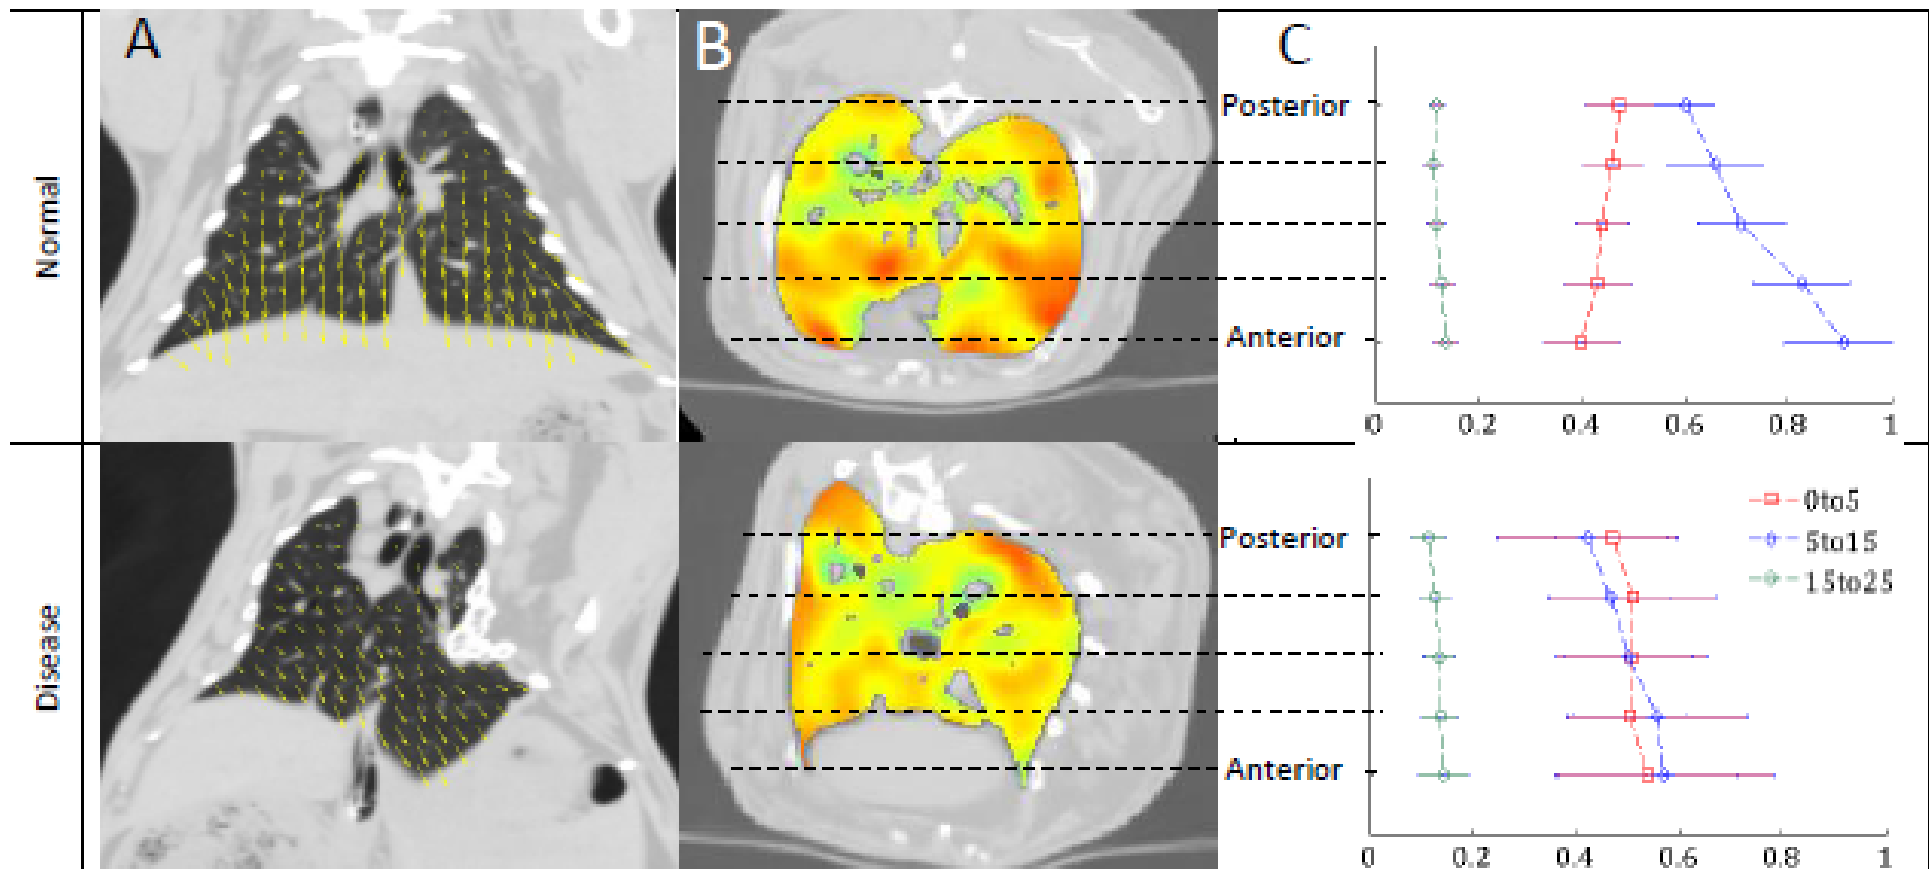 A
B
C
Normal
Posterior
Anterior
0 0.2 0.4 0.6 0.8 1
Disease
Posterior
Anterior
0to5
5to15
15to25
0 0.2 0.4 0.6 0.8 1